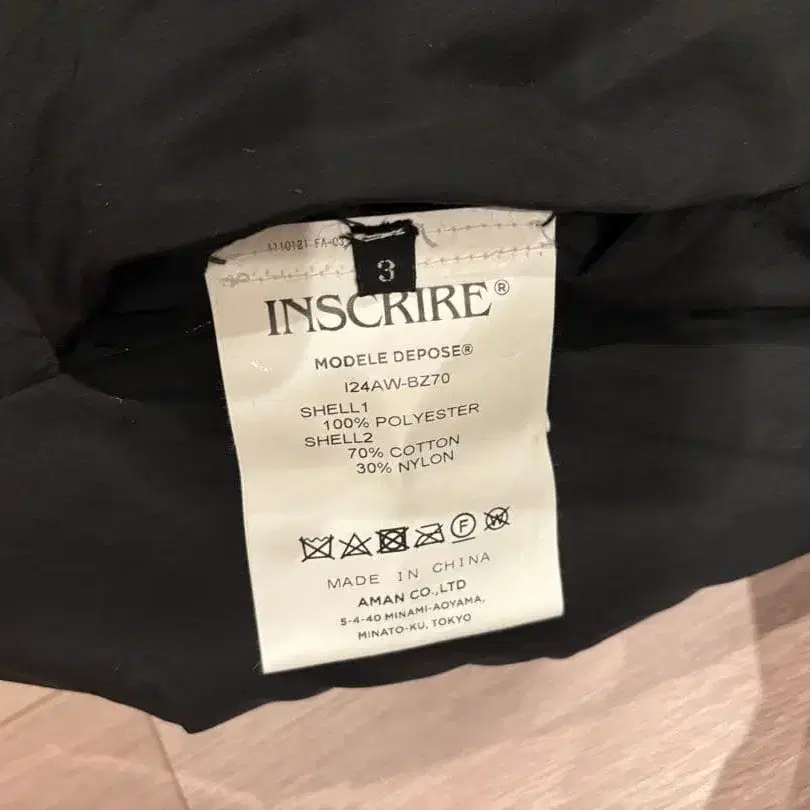 3
INSCRIRE®
MODELE DEPOSE®
I24AW-BZ70
SHELL1
100% POLYESTER
SHELL2
70% COTTON
30% NYLON
F
W
MADE IN CHINA
AMAN CO.,LTD
5-4-40 MINAMI-AOYAMA,
MINATO-KU, TOKYO